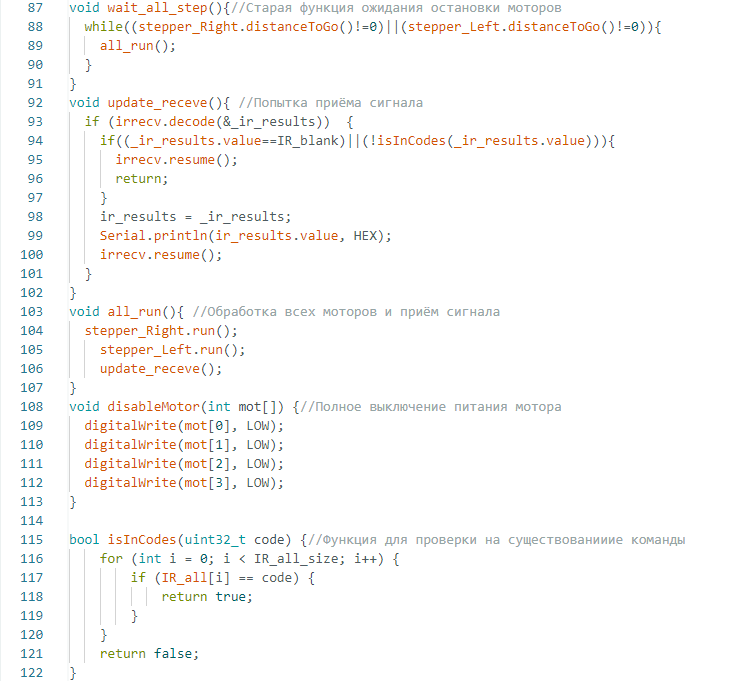 87 void wait_all_step(){//Старая функция ожидания остановки моторов
88   while((stepper_Right.distanceToGo()!=0)||(stepper_Left.distanceToGo()!=0)){
89     all_run();
90   }
91 }
92 void update_receve(){ //Попытка приёма сигнала
93   if (irrecv.decode(&_ir_results))  {
94     if((_ir_results.value==IR_blank)||(!isInCodes(_ir_results.value))){
95       irrecv.resume();
96       return;
97     }
98     ir_results = _ir_results;
99     Serial.println(ir_results.value, HEX);
100     irrecv.resume();
101   }
102 }
103 void all_run(){ //Обработка всех моторов и приём сигнала
104   stepper_Right.run();
105     stepper_Left.run();
106     update_receve();
107 }
108 void disableMotor(int mot[]) {//Полное выключение питания мотора
109   digitalWrite(mot[0], LOW);
110   digitalWrite(mot[1], LOW);
111   digitalWrite(mot[2], LOW);
112   digitalWrite(mot[3], LOW);
113 }
114
115 bool isInCodes(uint32_t code) {//Функция для проверки на существованииие команды
116     for (int i = 0; i < IR_all_size; i++) {
117         if (IR_all[i] == code) {
118             return true;
119         }
120     }
121     return false;
122 }